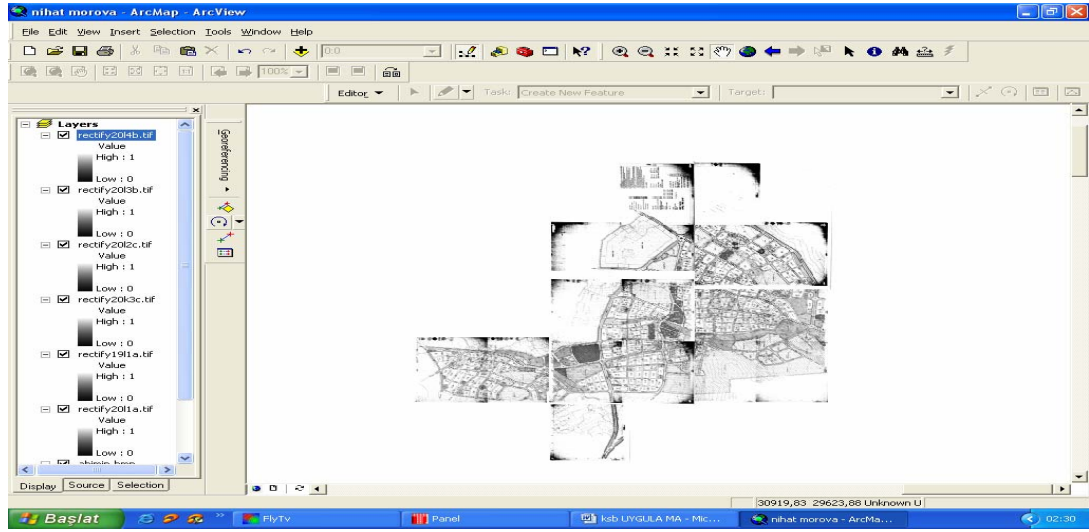 nihat morova - ArcMap - ArcView
File Edit View Insert Selection Tools Window Help
0:0
100%
Editor Task: Create New Feature Target:
Layers
rectify20l4b.tif
Value
High : 1
Low : 0
rectify20l3b.tif
Value
High : 1
Low : 0
rectify20l2c.tif
Value
High : 1
Low : 0
rectify20k3c.tif
Value
High : 1
Low : 0
rectify19l1a.tif
Value
High : 1
Low : 0
rectify20l1a.tif
Value
High : 1
Low : 0
Georeferencing
Display Source Selection
30919,83 29623,88 Unknown U
Başlat
FlyTv
Panel
ksb UYGULA MA - Mic...
nihat morova - ArcMa...
02:30